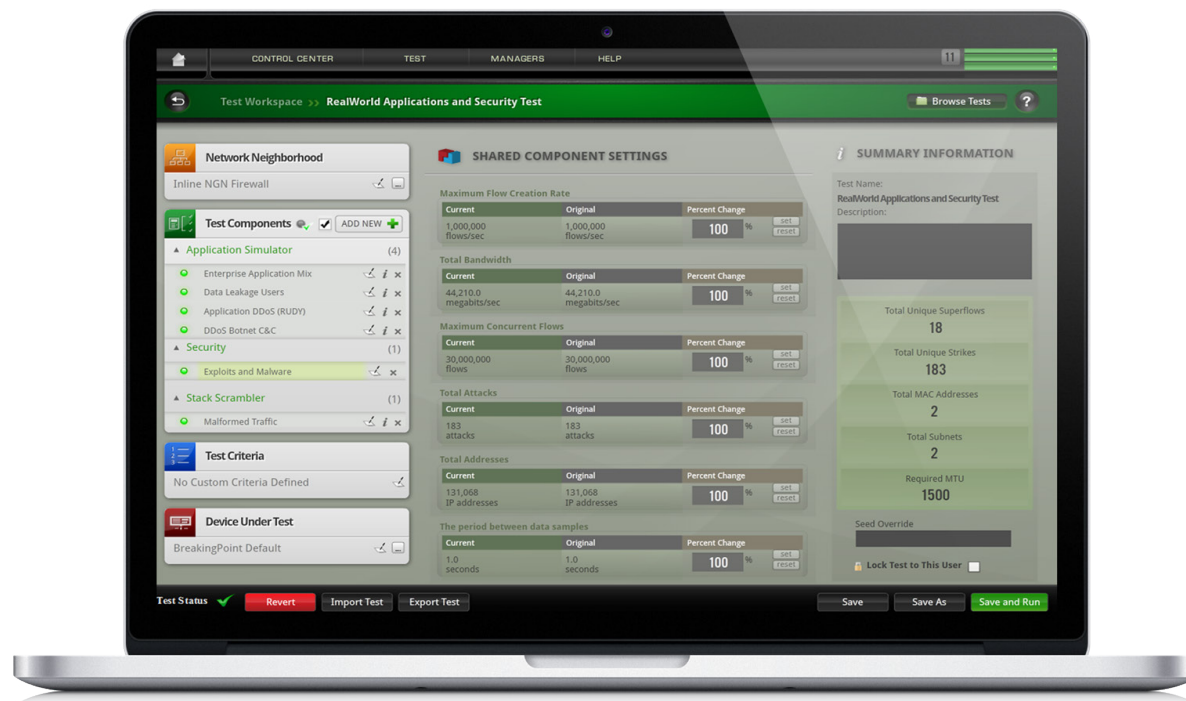 CONTROL CENTER TEST MANAGERS HELP 11
Test Workspace >> RealWorld Applications and Security Test Browse Tests ?
Network Neighborhood
Inline NGN Firewall
Test Components ADD NEW
Application Simulator (4)
Enterprise Application Mix i x
Data Leakage Users i x
Application DDoS (RUDY) i x
DDoS Botnet C&C i x
Security (1)
Exploits and Malware x
Stack Scrambler (1)
Malformed Traffic i x
1 2 3 Test Criteria
No Custom Criteria Defined
Device Under Test
BreakingPoint Default
SHARED COMPONENT SETTINGS
Maximum Flow Creation Rate
Current Original Percent Change
1,000,000 1,000,000 100 % set
flows/sec flows/sec reset
Total Bandwidth
Current Original Percent Change
44,210.0 44,210.0 100 % set
megabits/sec megabits/sec reset
Maximum Concurrent Flows
Current Original Percent Change
30,000,000 30,000,000 100 % set
flows flows reset
Total Attacks
Current Original Percent Change
183 183 100 % set
attacks attacks reset
Total Addresses
Current Original Percent Change
131,068 131,068 100 % set
IP addresses IP addresses reset
The period between data samples
Current Original Percent Change
1.0 1.0 100 % set
seconds seconds reset
i SUMMARY INFORMATION
Test Name:
RealWorld Applications and Security Test
Description:
Total Unique Superflows
18
Total Unique Strikes
183
Total MAC Addresses
2
Total Subnets
2
Required MTU
1500
Seed Override
Lock Test to This User
Test Status Revert Import Test Export Test Save Save As Save and Run